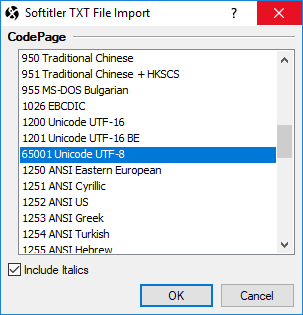 Softitler TXT File Import
CodePage
950 Traditional Chinese
951 Traditional Chinese + HKSCS
955 MS-DOS Bulgarian
1026 EBCDIC
1200 Unicode UTF-16
1201 Unicode UTF-16 BE
65001 Unicode UTF-8
1250 ANSI Eastern European
1251 ANSI Cyrillic
1252 ANSI US
1253 ANSI Greek
1254 ANSI Turkish
1255 ANSI Hebrew
Include Italics
OK Cancel